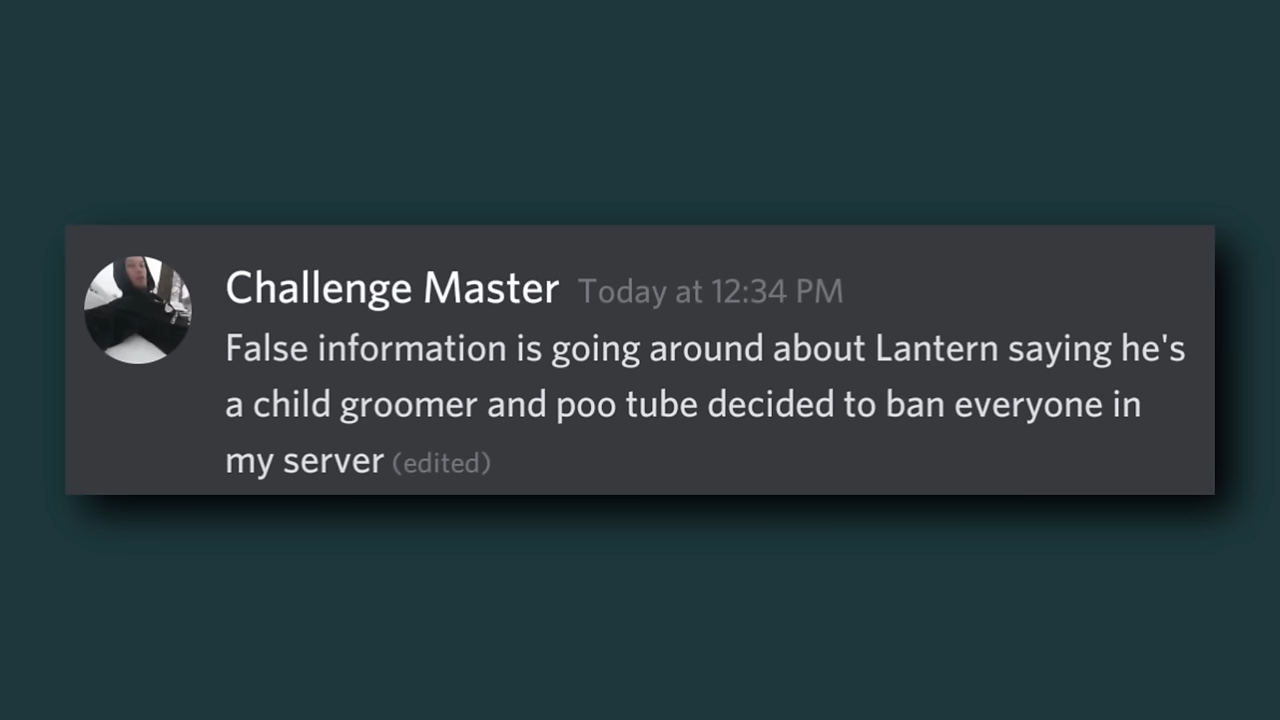 Challenge Master Today at 12:34 PM
False information is going around about Lantern saying he's
a child groomer and poo tube decided to ban everyone in
my server (edited)